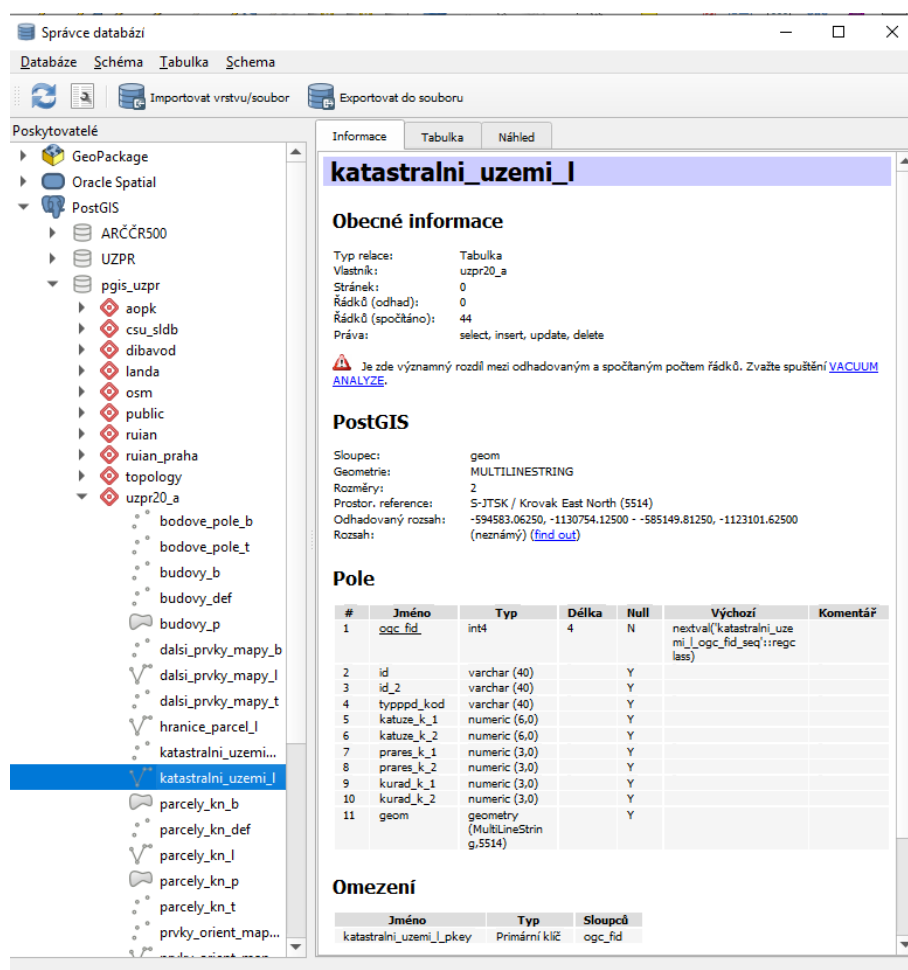 Správce databází
Databáze Schéma Tabulka Schema
Importovat vrstvu/soubor Exportovat do souboru
Poskytovatelé
GeoPackage
Oracle Spatial
PostGIS
ARČČR500
UZPR
pgis_uzpr
aopk
csu_sldb
dibavod
landa
osm
public
ruian
ruian_praha
topology
uzpr20_a
bodove_pole_b
bodove_pole_t
budovy_b
budovy_def
budovy_p
dalsi_prvky_mapy_b
dalsi_prvky_mapy_l
dalsi_prvky_mapy_t
hranice_parcel_l
katastralni_uzemi...
katastralni_uzemi_l
parcely_kn_b
parcely_kn_def
parcely_kn_l
parcely_kn_p
parcely_kn_t
prvky_orient_map...
Informace Tabulka Náhled
katastralni_uzemi_l
Obecné informace
Typ relace: Tabulka
Vlastník: uzpr20_a
Stránek: 0
Řádků (odhad): 0
Řádků (spočítáno): 44
Práva: select, insert, update, delete
Je zde významný rozdíl mezi odhadovaným a spočítaným počtem řádků. Zvažte spuštění VACUUM
ANALYZE.
PostGIS
Sloupec: geom
Geometrie: MULTILINESTRING
Rozměry: 2
Prostor. reference: S-JTSK / Krovak East North (5514)
Odhadovaný rozsah: -594583.06250, -1130754.12500 - -585149.81250, -1123101.62500
Rozsah: (neznámý) (find out)
Pole
# Jméno Typ Délka Null Výchozí Komentář
1 ogc_fid int4 4 N nextval('katastralni_uze
mi_l_ogc_fid_seq'::regc
lass)
2 id varchar (40) Y
3 id_2 varchar (40) Y
4 typppd_kod varchar (40) Y
5 katuze_k_1 numeric (6,0) Y
6 katuze_k_2 numeric (6,0) Y
7 prares_k_1 numeric (3,0) Y
8 prares_k_2 numeric (3,0) Y
9 kurad_k_1 numeric (3,0) Y
10 kurad_k_2 numeric (3,0) Y
11 geom geometry Y
(MultiLineStrin
g,5514)
Omezení
Jméno Typ Sloupců
katastralni_uzemi_l_pkey Primární klíč ogc_fid